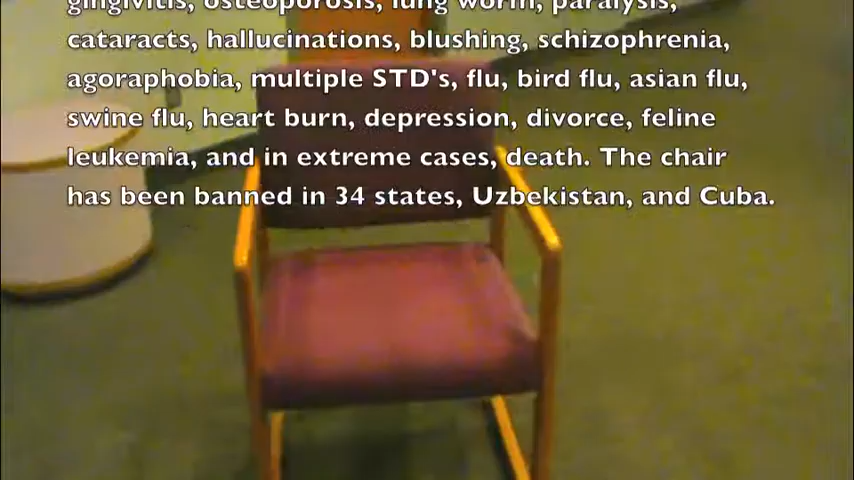 gingivitis, osteoporosis, lung worm, paralysis,
cataracts, hallucinations, blushing, schizophrenia,
agoraphobia, multiple STD's, flu, bird flu, asian flu,
swine flu, heart burn, depression, divorce, feline
leukemia, and in extreme cases, death. The chair
has been banned in 34 states, Uzbekistan, and Cuba.